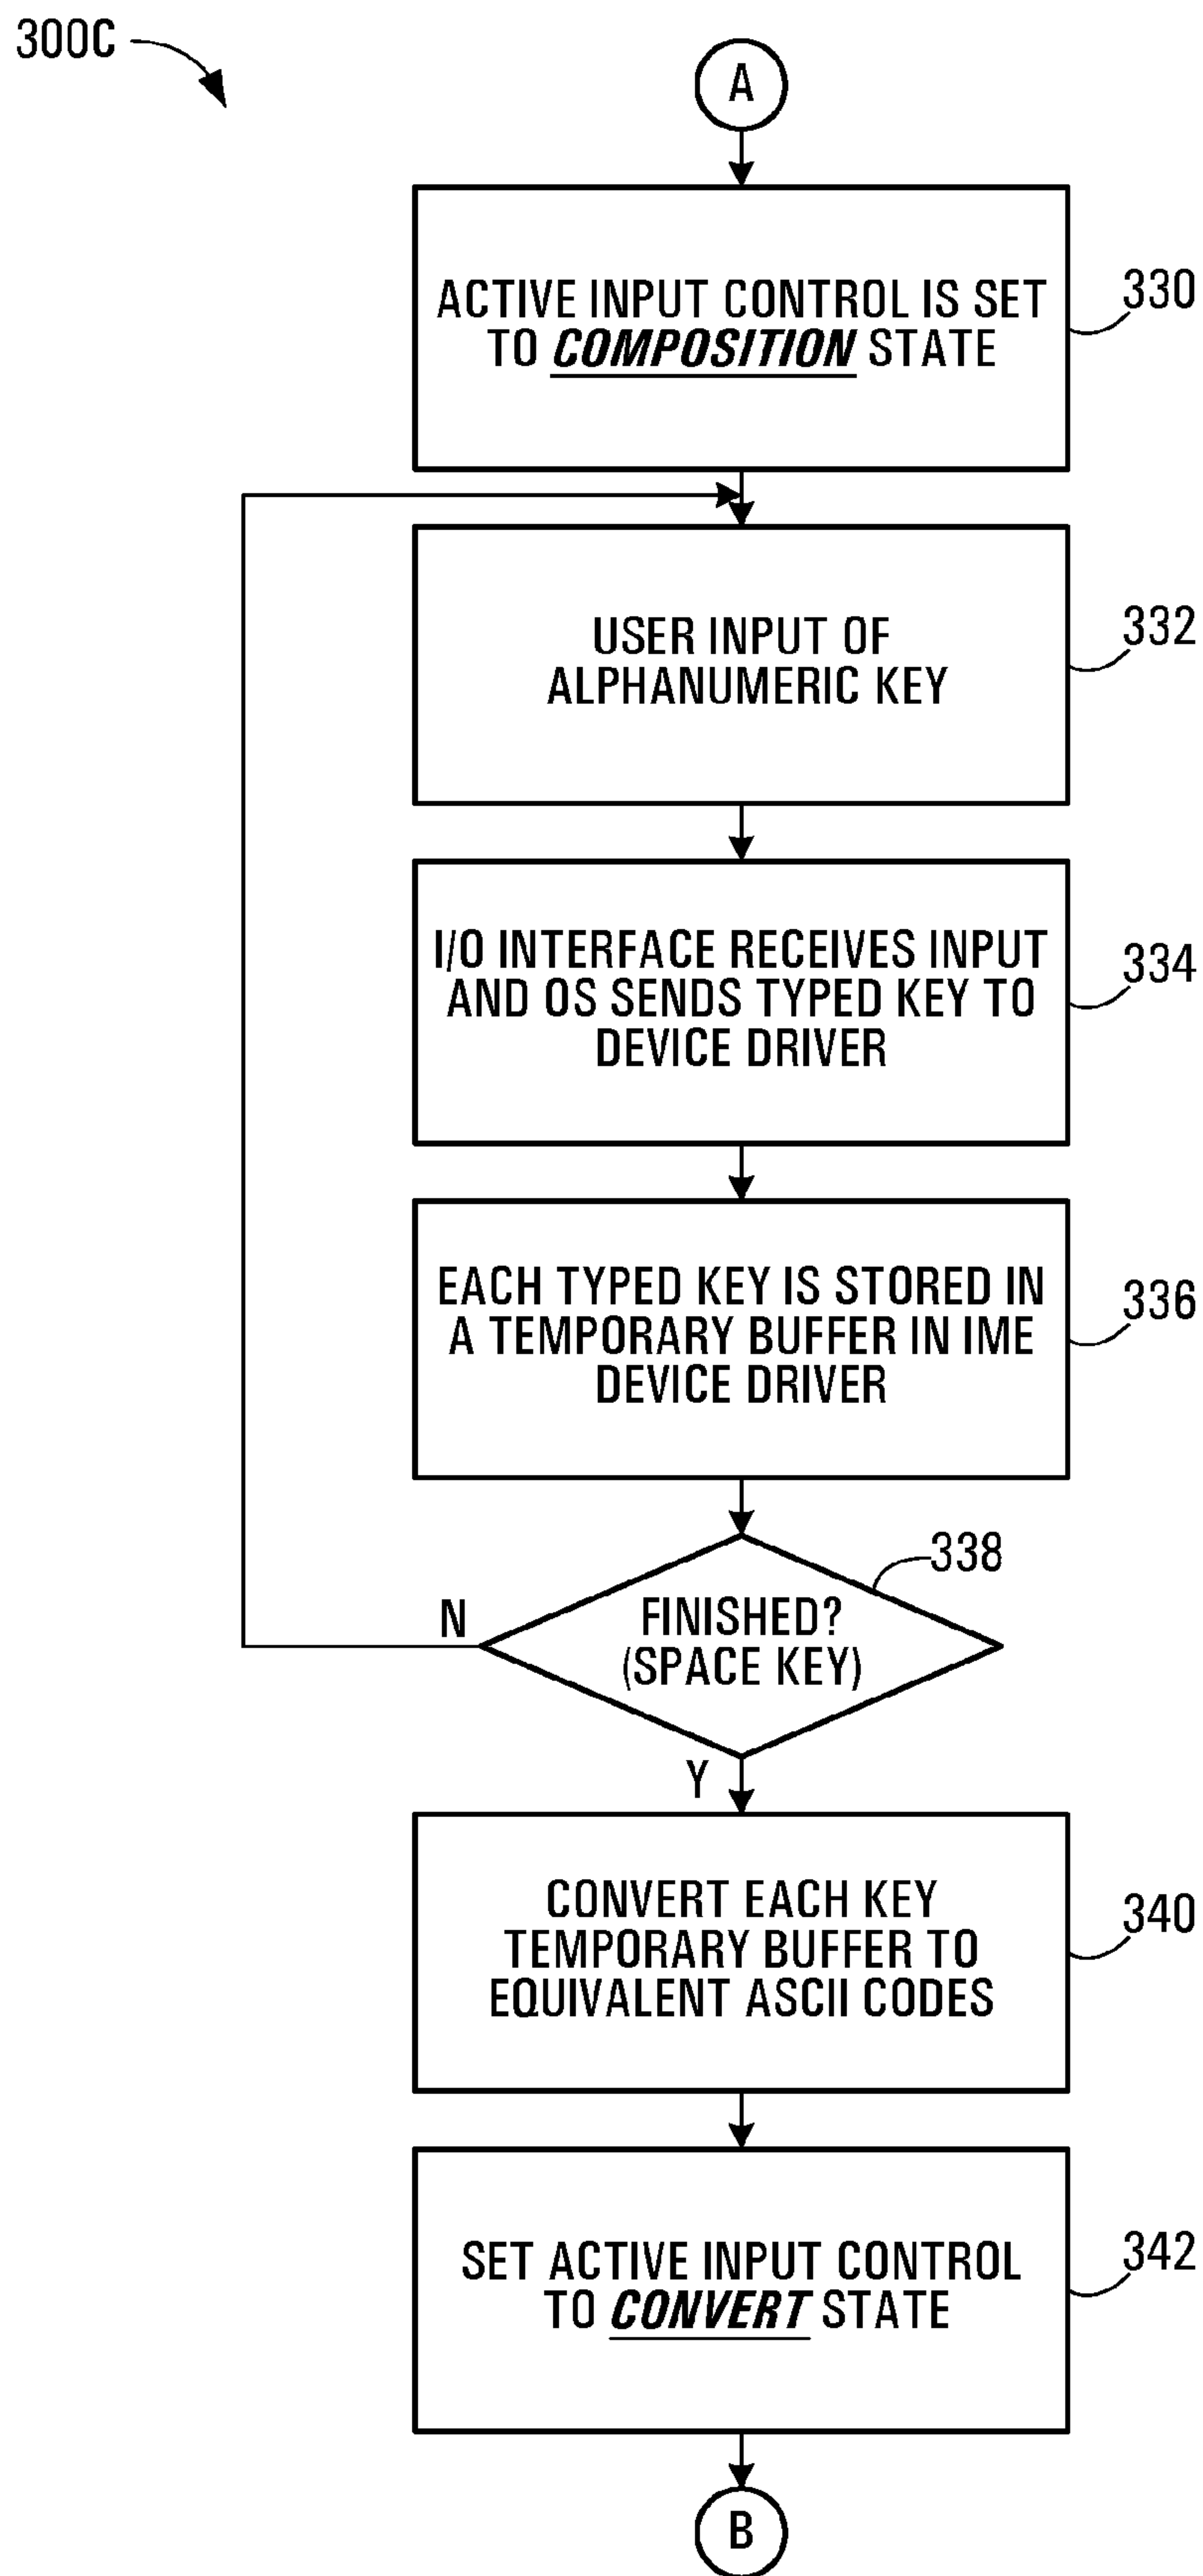 300C
A
ACTIVE INPUT CONTROL IS SET
TO COMPOSITION STATE
330
USER INPUT OF
ALPHANUMERIC KEY
332
I/O INTERFACE RECEIVES INPUT
AND OS SENDS TYPED KEY TO
DEVICE DRIVER
334
EACH TYPED KEY IS STORED IN
A TEMPORARY BUFFER IN IME
DEVICE DRIVER
336
338
N
FINISHED?
(SPACE KEY)
Y
CONVERT EACH KEY
TEMPORARY BUFFER TO
EQUIVALENT ASCII CODES
340
SET ACTIVE INPUT CONTROL
TO CONVERT STATE
342
B